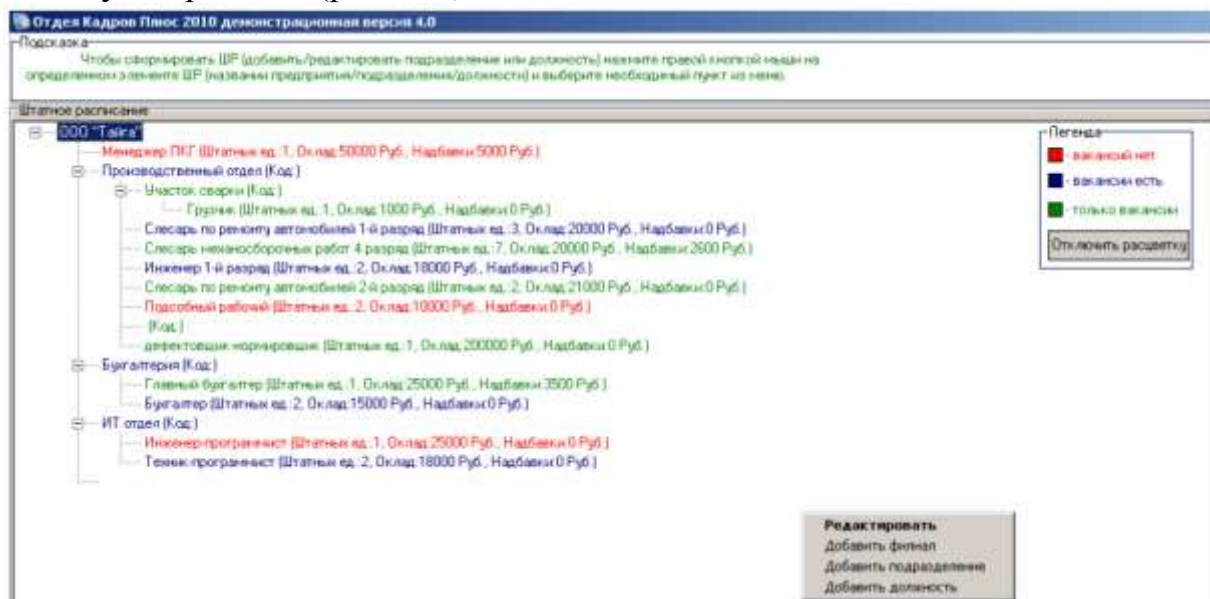 Отдел Кадров Плюс 2010 демонстрационная версия 4.0
Подсказка
Чтобы сформировать ШР (добавить/редактировать подразделение или должность) нажмите правой кнопкой мыши на
определенном элементе ШР (названии предприятия/подразделения/должности) и выберите необходимый пункт из меню.
Штатное расписание
ООО "Тайга"
Менеджер ПКГ (Штатных ед.:1, Оклад:50000 Руб., Надбавки:5000 Руб.)
Производственный отдел (Код:)
Участок сварки (Код:)
Грузчик (Штатных ед.:1, Оклад:1000 Руб., Надбавки:0 Руб.)
Слесарь по ремонту автомобилей 1-й разряд (Штатных ед.:3, Оклад:20000 Руб., Надбавки:0 Руб.)
Слесарь механосборочных работ 4 разряд (Штатных ед.:7, Оклад:20000 Руб., Надбавки:2600 Руб.)
Инженер 1-й разряд (Штатных ед.:2, Оклад:18000 Руб., Надбавки:0 Руб.)
Слесарь по ремонту автомобилей 2-й разряд (Штатных ед.:2, Оклад:21000 Руб., Надбавки:0 Руб.)
Подсобный рабочий (Штатных ед.:2, Оклад:10000 Руб., Надбавки:0 Руб.)
(Код:)
дефектовщик нормировщик (Штатных ед.:1, Оклад:200000 Руб., Надбавки:0 Руб.)
Бухгалтерия (Код:)
Главный бухгалтер (Штатных ед.:1, Оклад:25000 Руб., Надбавки:3500 Руб.)
Бухгалтер (Штатных ед.:2, Оклад:15000 Руб., Надбавки:0 Руб.)
ИТ отдел (Код:)
Инженер-программист (Штатных ед.:1, Оклад:25000 Руб., Надбавки:0 Руб.)
Техник-программист (Штатных ед.:2, Оклад:18000 Руб., Надбавки:0 Руб.)
Легенда
- вакансий нет
- вакансии есть
- только вакансии
Отключить расцветку
Редактировать
Добавить филиал
Добавить подразделение
Добавить должность